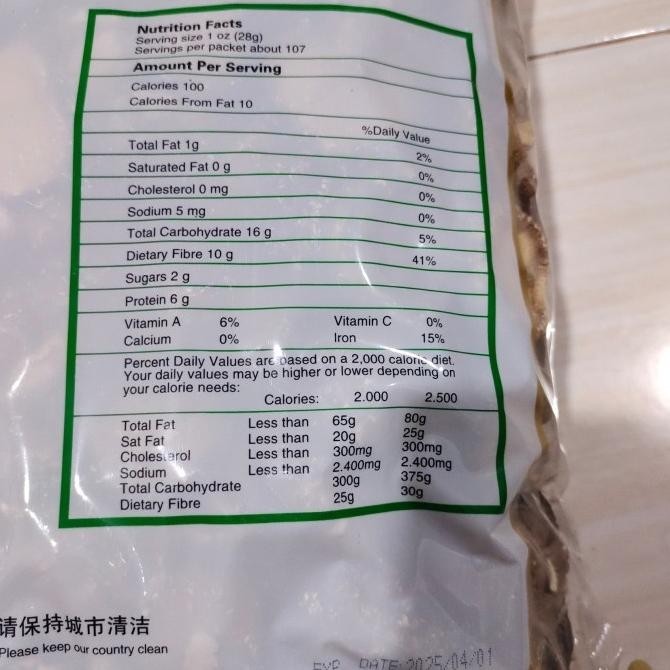 Nutrition Facts
Serving size 1 oz (28g)
Servings per packet about 107
Amount Per Serving
Calories 100
Calories From Fat 10
%Daily Value
Total Fat 1g 2%
Saturated Fat 0 g 0%
Cholesterol 0 mg 0%
Sodium 5 mg 0%
Total Carbohydrate 16 g 5%
Dietary Fibre 10 g 41%
Sugars 2 g
Protein 6 g
Vitamin A 6% Vitamin C 0%
Calcium 0% Iron 15%
Percent Daily Values are based on a 2,000 calorie diet.
Your daily values may be higher or lower depending on
your calorie needs:
Calories: 2.000 2.500
Total Fat Less than 65g 80g
Sat Fat Less than 20g 25g
Cholesterol Less than 300mg 300mg
Sodium Less than 2.400mg 2.400mg
Total Carbohydrate 300g 375g
Dietary Fibre 25g 30g
请保持城市清洁
Please keep our country clean
EXP DATE:2025/04/01